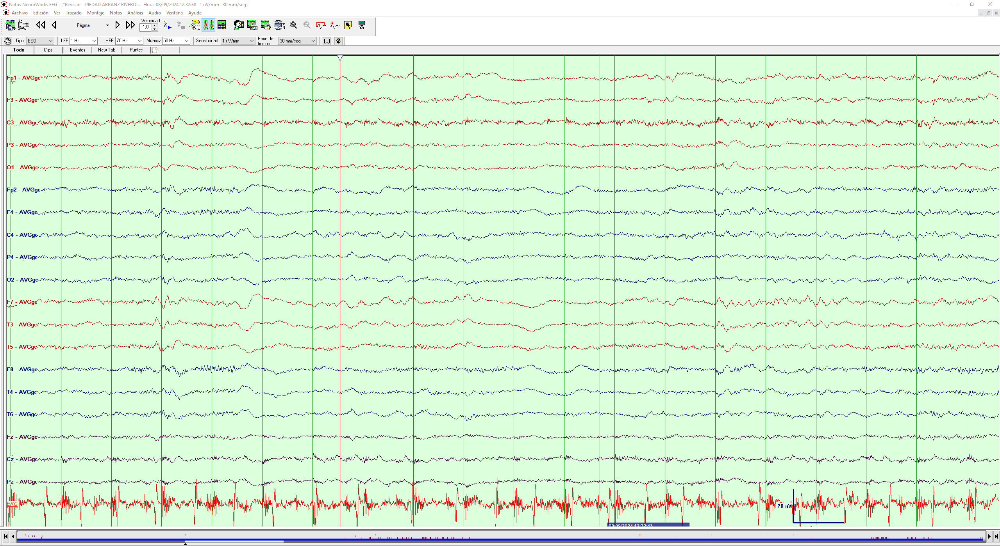 Natus NeuroWorks EEG - [*Revisar: PIEDAD ARRANZ RIVERO... Hora: 08/09/2024 12:32:38 1 uV/mm 30 mm/seg]
Archivo Edición Ver Trazado Montaje Notas Análisis Audio Ventana Ayuda
Página
Velocidad
1,0
Tipo EEG LFF 1 Hz HFF 70 Hz Muesca 50 Hz Sensibilidad 1 uV/mm Base de tiempo 30 mm/seg
Todo Clips Eventos New Tab Puntes
Fp1 - AVGgc
F3 - AVGgc
C3 - AVGgc
P3 - AVGgc
O1 - AVGgc
Fp2 - AVGgc
F4 - AVGgc
C4 - AVGgc
P4 - AVGgc
O2 - AVGgc
F7 - AVGgc
T3 - AVGgc
T5 - AVGgc
F8 - AVGgc
T4 - AVGgc
T6 - AVGgc
Fz - AVGgc
Cz - AVGgc
Pz - AVGgc
EKG
20 uV
08/09/2024 12:32:43